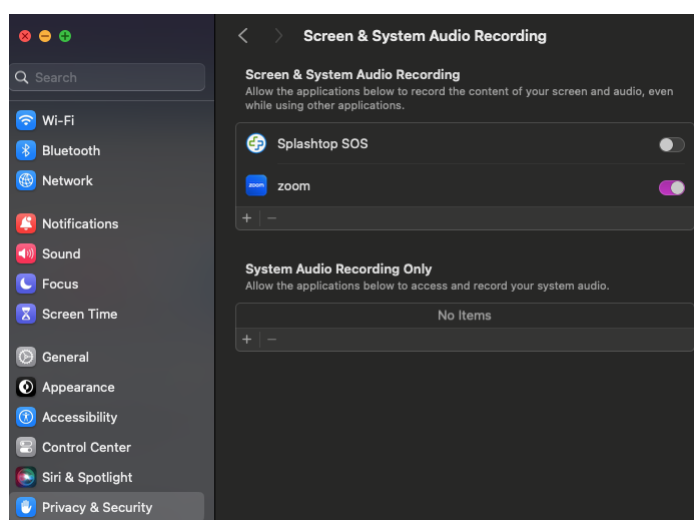 Screen & System Audio Recording
Search
Wi-Fi
Bluetooth
Network
Notifications
Sound
Focus
Screen Time
General
Appearance
Accessibility
Control Center
Siri & Spotlight
Privacy & Security
Screen & System Audio Recording
Allow the applications below to record the content of your screen and audio, even
while using other applications.
Splashtop SOS
zoom
zoom
+ | −
System Audio Recording Only
Allow the applications below to access and record your system audio.
No Items
+ | −